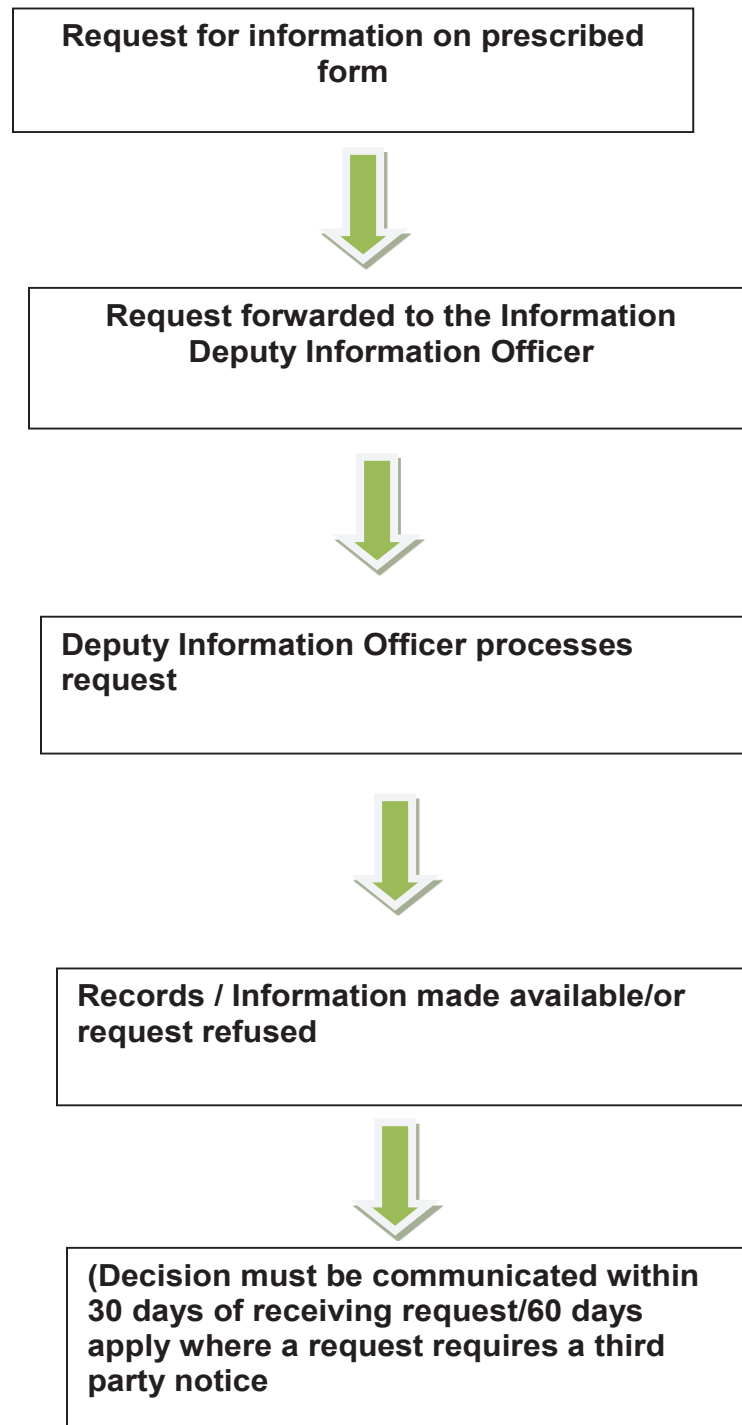 Request for information on prescribed
form
Request forwarded to the Information
Deputy Information Officer
Deputy Information Officer processes
request
Records / Information made available/or
request refused
(Decision must be communicated within
30 days of receiving request/60 days
apply where a request requires a third
party notice